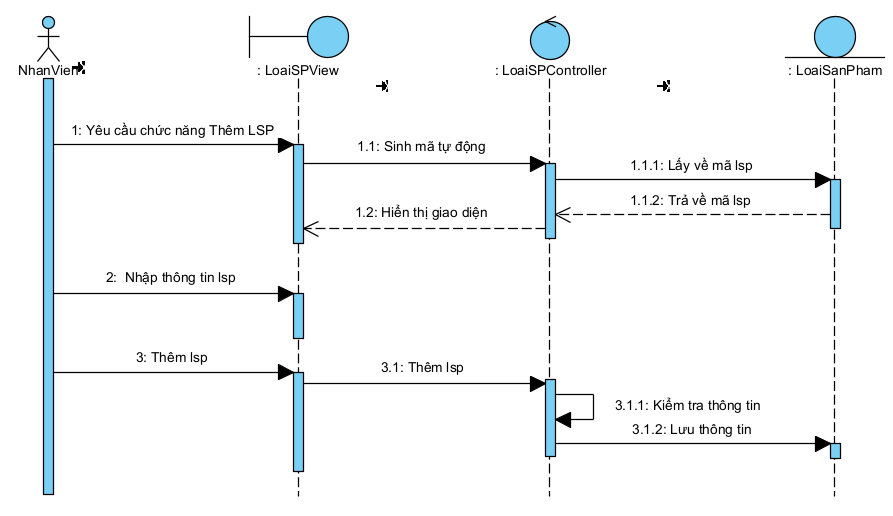 NhanVien
: LoaiSPView
: LoaiSPController
: LoaiSanPham
1: Yêu cầu chức năng Thêm LSP
1.1: Sinh mã tự động
1.1.1: Lấy về mã lsp
1.1.2: Trả về mã lsp
1.2: Hiển thị giao diện
2: Nhập thông tin lsp
3: Thêm lsp
3.1: Thêm lsp
3.1.1: Kiểm tra thông tin
3.1.2: Lưu thông tin